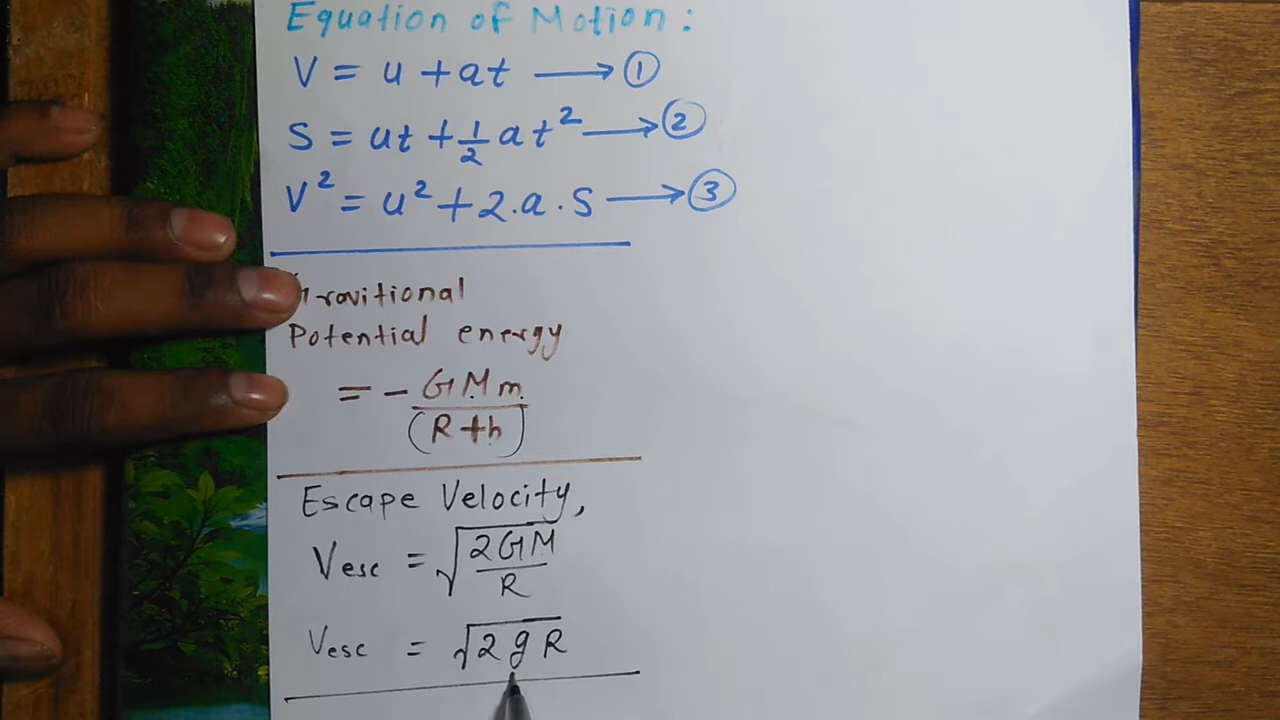 Equation of Motion :
V = u + at ⟶ ①
S = ut + 1/2 at² ⟶ ②
V² = u² + 2.a.S ⟶ ③
Gravitional
Potential energy
= - GMm/(R+h)
Escape Velocity,
Vesc = √(2GM/R)
Vesc = √2gR